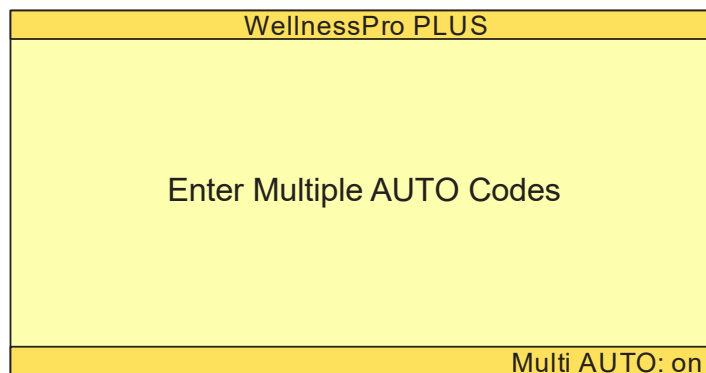 WellnessPro PLUS
Enter Multiple AUTO Codes
Multi AUTO: on